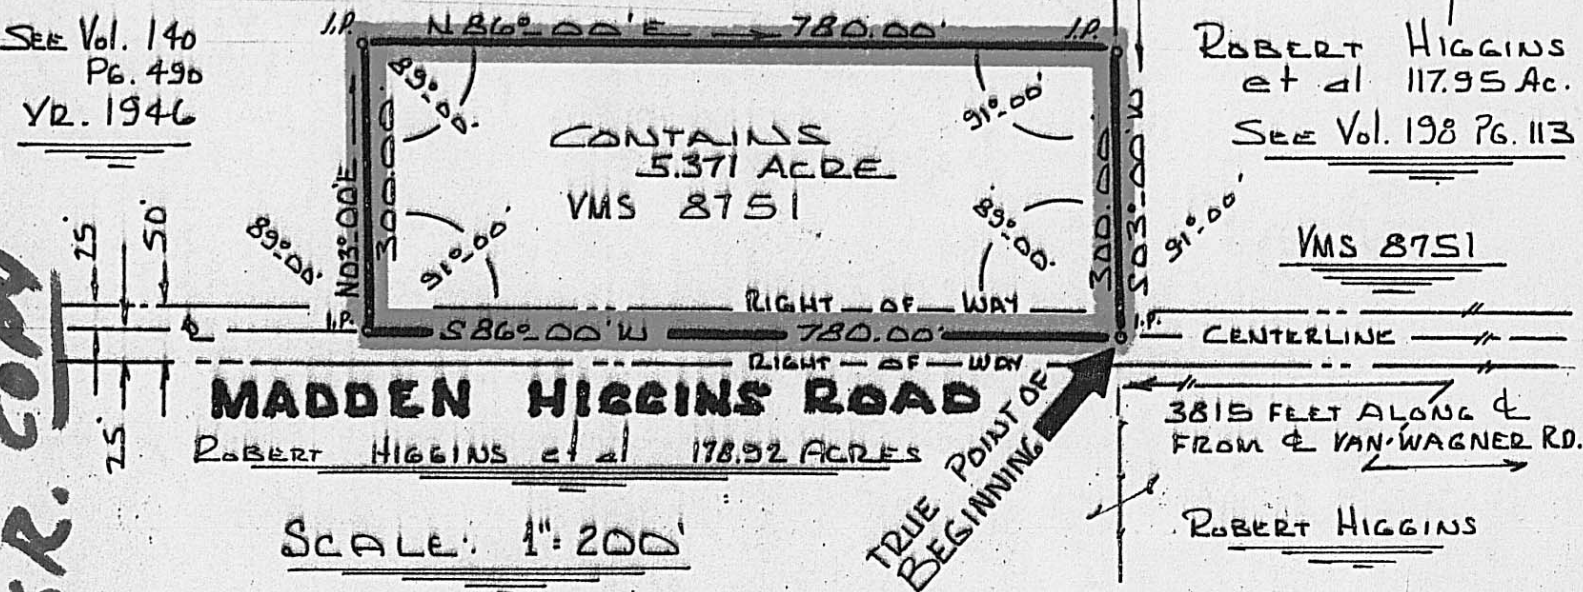 SEE Vol. 140
PG. 490
YR. 1946
I.P.
N 86°-00'E 780.00'
I.P.
ROBERT HIGGINS
et al 117.95 Ac.
SEE Vol. 198 PG. 113
VMS 8751
89°-00'
91°-00'
N03°-00'E
300.00'
CONTAINS
5.371 ACRE
VMS 8751
300.00'
S03°-00'W
89°-00'
91°-00'
89°-00'
91°-00'
25'
50'
25'
RIGHT OF WAY
I.P.
S86°-00'W 780.00'
I.P.
℄
CENTERLINE
RIGHT OF WAY
MADDEN HIGGINS ROAD
ROBERT HIGGINS et al 178.92 ACRES
SCALE: 1": 200'
TRUE POINT OF
BEGINNING
3815 FEET ALONG ℄
FROM ℄ VAN-WAGNER RD.
ROBERT HIGGINS
COPY